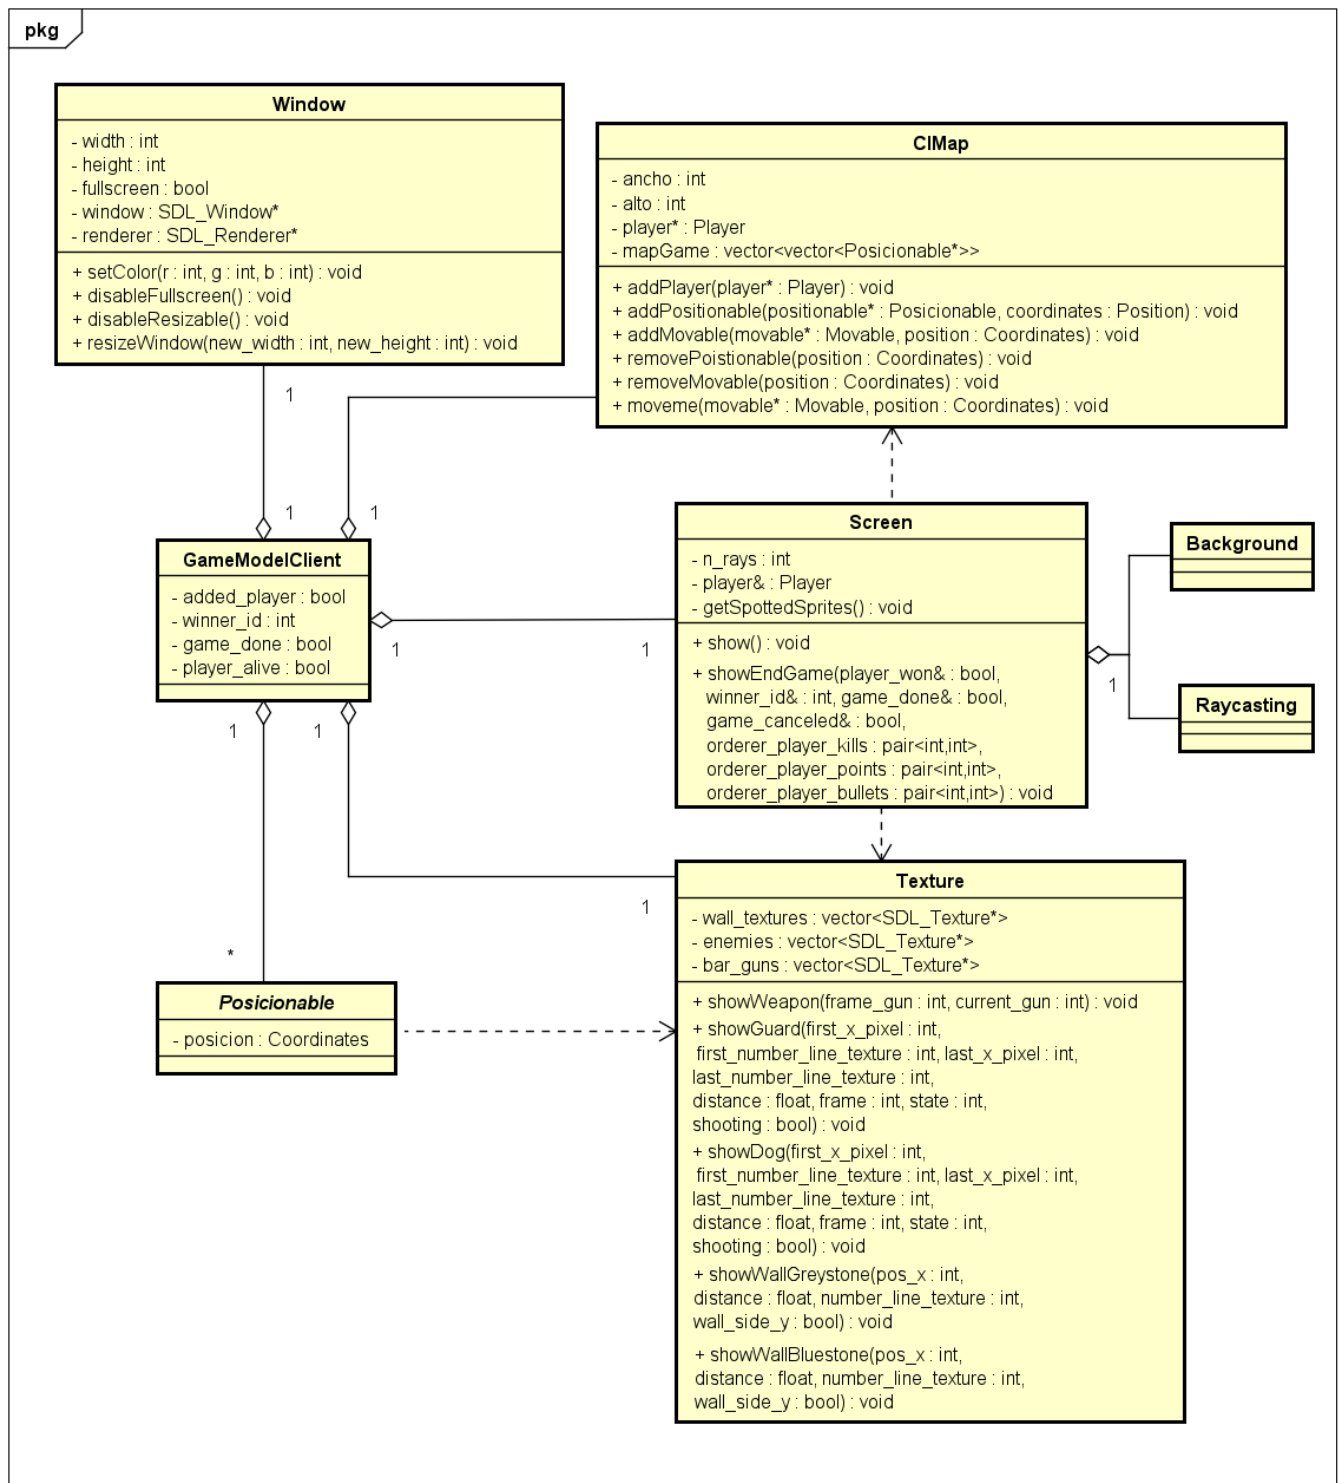 pkg
Window
- width : int
- height : int
- fullscreen : bool
- window : SDL_Window*
- renderer : SDL_Renderer*
+ setColor(r : int, g : int, b : int) : void
+ disableFullscreen() : void
+ disableResizable() : void
+ resizeWindow(new_width : int, new_height : int) : void
ClMap
- ancho : int
- alto : int
- player* : Player
- mapGame : vector<vector<Posicionable*>>
+ addPlayer(player* : Player) : void
+ addPositionable(positionable* : Posicionable, coordinates : Position) : void
+ addMovable(movable* : Movable, position : Coordinates) : void
+ removePoistionable(position : Coordinates) : void
+ removeMovable(position : Coordinates) : void
+ moveme(movable* : Movable, position : Coordinates) : void
1
1
1
GameModelClient
- added_player : bool
- winner_id : int
- game_done : bool
- player_alive : bool
1
1
1
1
Screen
- n_rays : int
- player& : Player
- getSpottedSprites() : void
+ show() : void
+ showEndGame(player_won& : bool,
winner_id& : int, game_done& : bool,
game_canceled& : bool,
orderer_player_kills : pair<int,int>,
orderer_player_points : pair<int,int>,
orderer_player_bullets : pair<int,int>) : void
1
Background
Raycasting
1
*
Posicionable
- posicion : Coordinates
Texture
- wall_textures : vector<SDL_Texture*>
- enemies : vector<SDL_Texture*>
- bar_guns : vector<SDL_Texture*>
+ showWeapon(frame_gun : int, current_gun : int) : void
+ showGuard(first_x_pixel : int,
first_number_line_texture : int, last_x_pixel : int,
last_number_line_texture : int,
distance : float, frame : int, state : int,
shooting : bool) : void
+ showDog(first_x_pixel : int,
first_number_line_texture : int, last_x_pixel : int,
last_number_line_texture : int,
distance : float, frame : int, state : int,
shooting : bool) : void
+ showWallGreystone(pos_x : int,
distance : float, number_line_texture : int,
wall_side_y : bool) : void
+ showWallBluestone(pos_x : int,
distance : float, number_line_texture : int,
wall_side_y : bool) : void